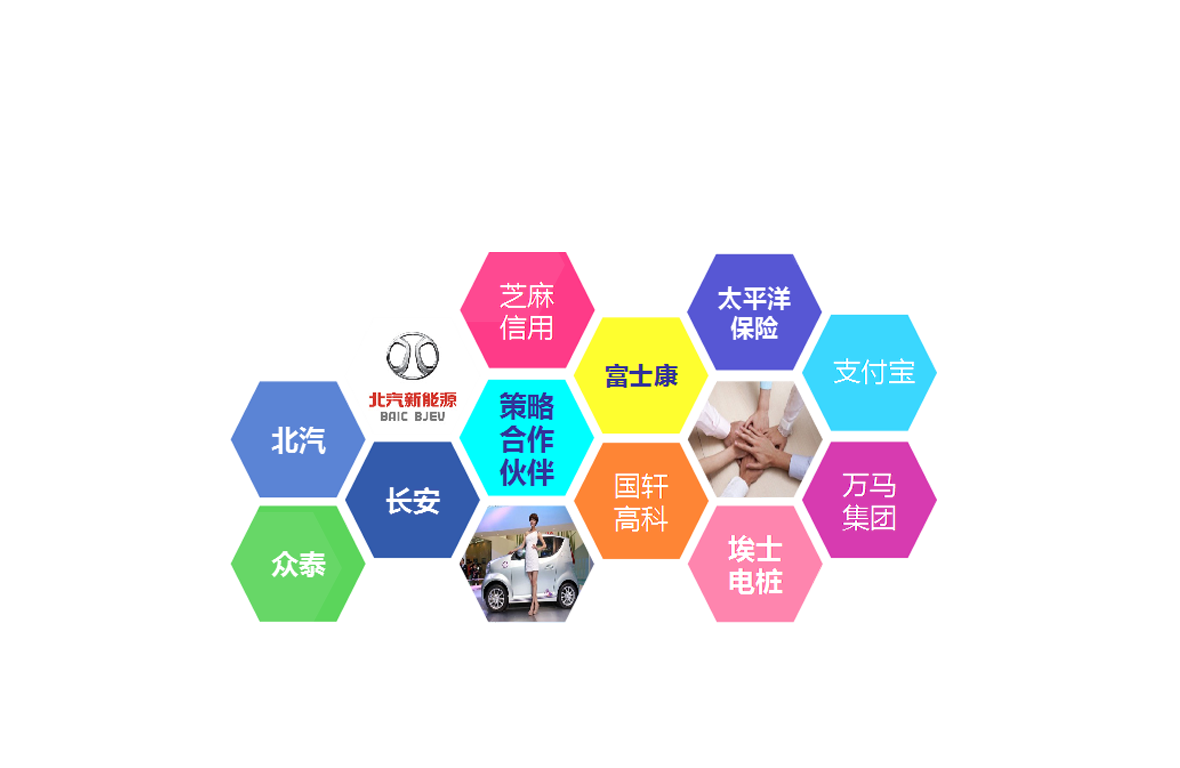 芝麻
信用
太平洋
保险
富士康
支付宝
北汽新能源
BAIC BJEV
策略
合作
伙伴
北汽
长安
国轩
高科
万马
集团
众泰
埃士
电桩